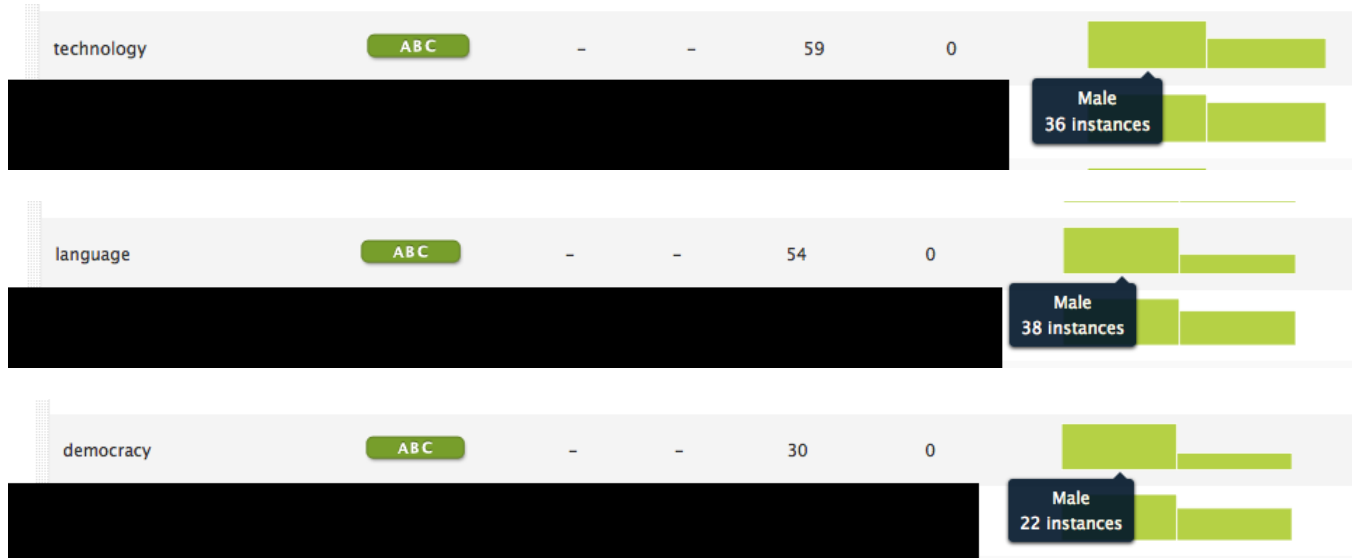 technology ABC – – 59 0
Male
36 instances
language ABC – – 54 0
Male
38 instances
democracy ABC – – 30 0
Male
22 instances